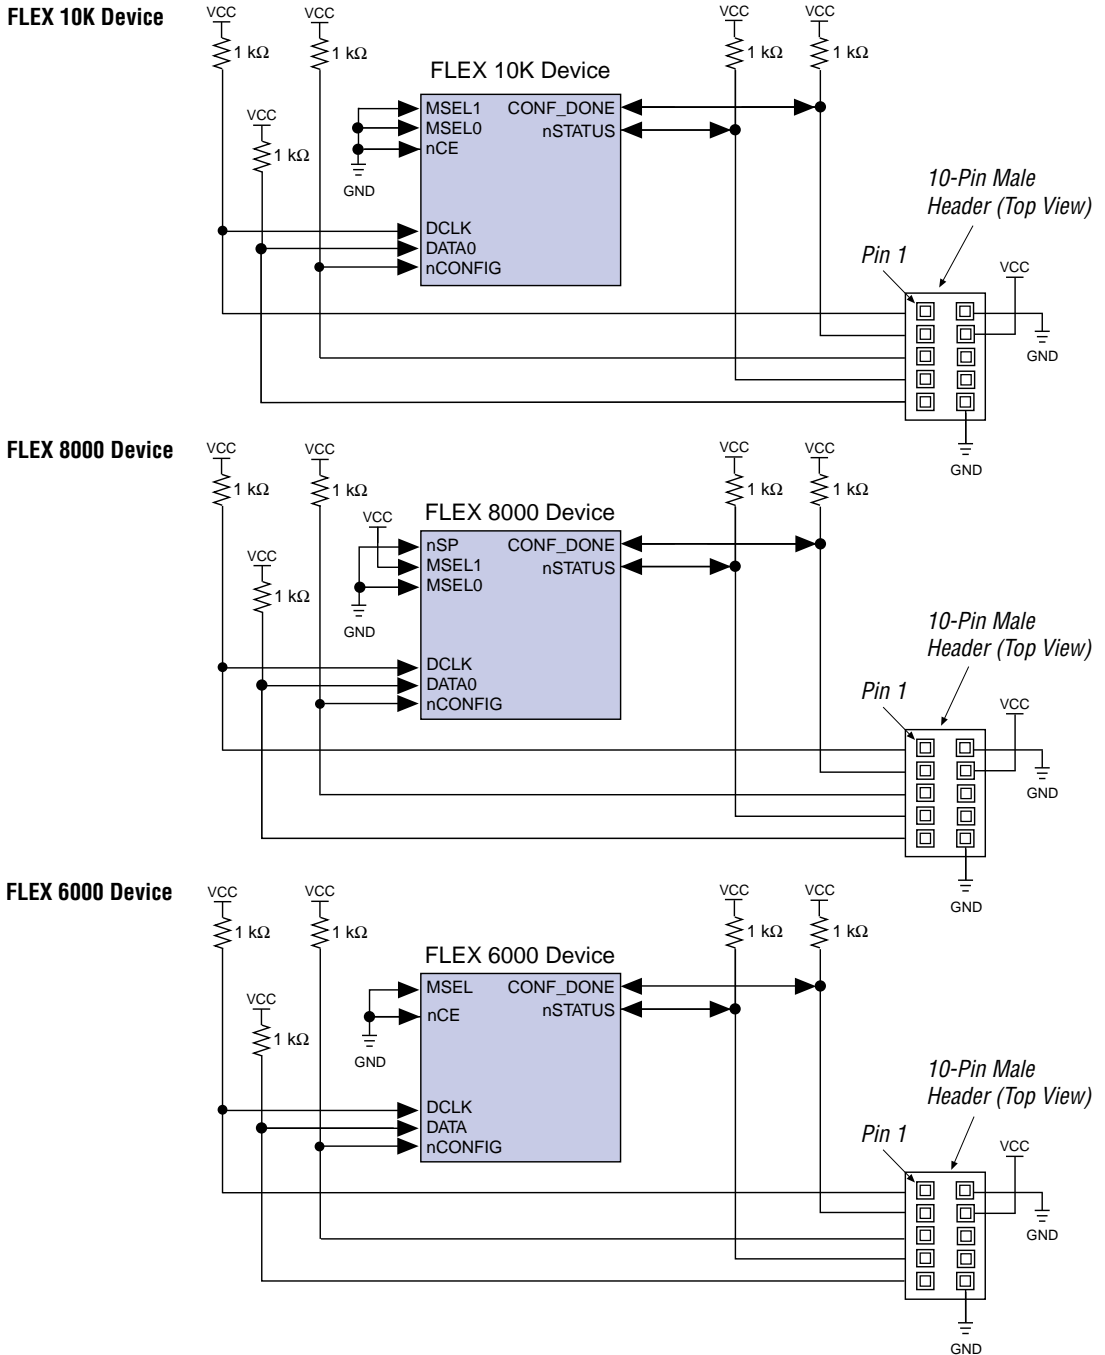 FLEX 10K Device
VCC
VCC
VCC
VCC
1 kΩ
1 kΩ
1 kΩ
1 kΩ
FLEX 10K Device
VCC
1 kΩ
MSEL1
CONF_DONE
MSEL0
nSTATUS
nCE
GND
DCLK
DATA0
nCONFIG
10-Pin Male
Header (Top View)
Pin 1
VCC
GND
GND
FLEX 8000 Device
VCC
VCC
VCC
VCC
1 kΩ
1 kΩ
1 kΩ
1 kΩ
FLEX 8000 Device
VCC
VCC
1 kΩ
nSP
CONF_DONE
MSEL1
nSTATUS
MSEL0
GND
DCLK
DATA0
nCONFIG
10-Pin Male
Header (Top View)
Pin 1
VCC
GND
GND
FLEX 6000 Device
VCC
VCC
VCC
VCC
1 kΩ
1 kΩ
1 kΩ
1 kΩ
FLEX 6000 Device
VCC
1 kΩ
MSEL
CONF_DONE
nCE
nSTATUS
GND
DCLK
DATA
nCONFIG
10-Pin Male
Header (Top View)
Pin 1
VCC
GND
GND